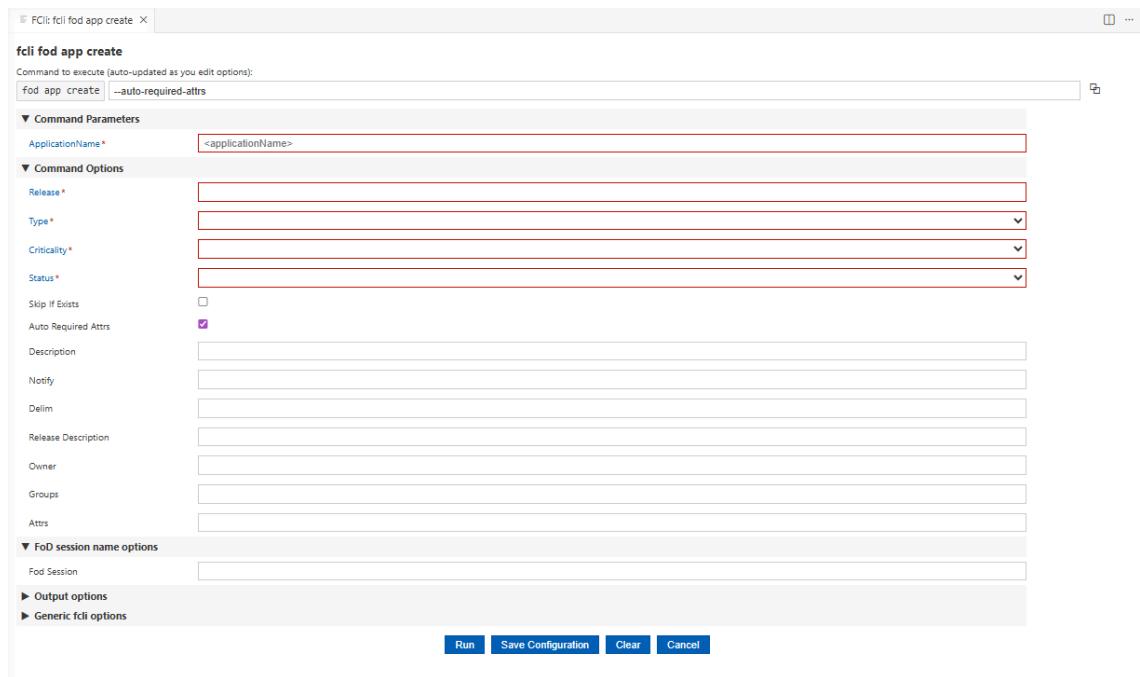 FCli: fcli fod app create
fcli fod app create
Command to execute (auto-updated as you edit options):
fod app create --auto-required-attrs
Command Parameters
ApplicationName* <applicationName>
Command Options
Release*
Type*
Criticality*
Status*
Skip If Exists
Auto Required Attrs
Description
Notify
Delim
Release Description
Owner
Groups
Attrs
FoD session name options
Fod Session
Output options
Generic fcli options
Run Save Configuration Clear Cancel